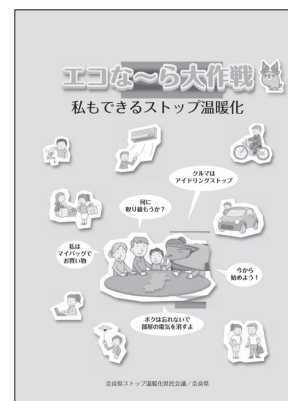 エコな～ら大作戦
私もできるストップ温暖化
クルマは
アイドリングストップ
何に
取り組もうか？
私は
マイバッグで
お買い物
今から
始めよう！
ボクは忘れないで
部屋の電気を消すよ
奈良県ストップ温暖化県民会議／奈良県